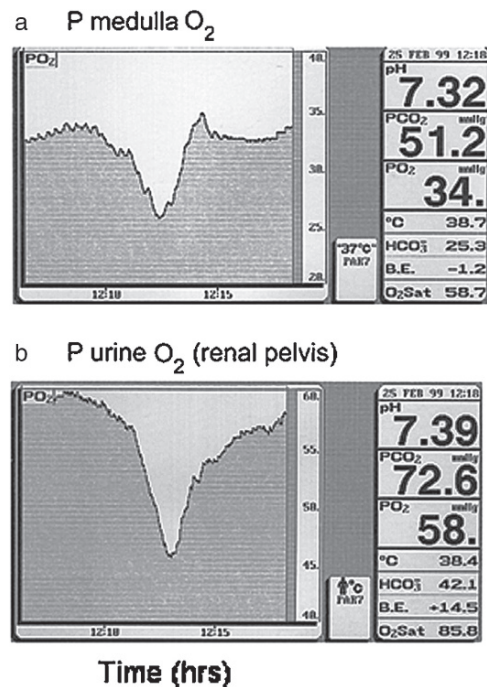 a P medulla O2
PO2
40.
35.
30.
25.
20.
12:10 12:15
"37°C"
PAR7
25 FEB 99 12:18
pH
7.32
PCO2 mmHg
51.2
PO2 mmHg
34.
°C 38.7
HCO3̄ 25.3
B.E. -1.2
O2Sat 58.7
b P urine O2 (renal pelvis)
PO2
60.
55.
50.
45.
40.
12:10 12:15
°C
PAR7
25 FEB 99 12:18
pH
7.39
PCO2 mmHg
72.6
PO2 mmHg
58.
°C 38.4
HCO3̄ 42.1
B.E. +14.5
O2Sat 85.8
Time (hrs)